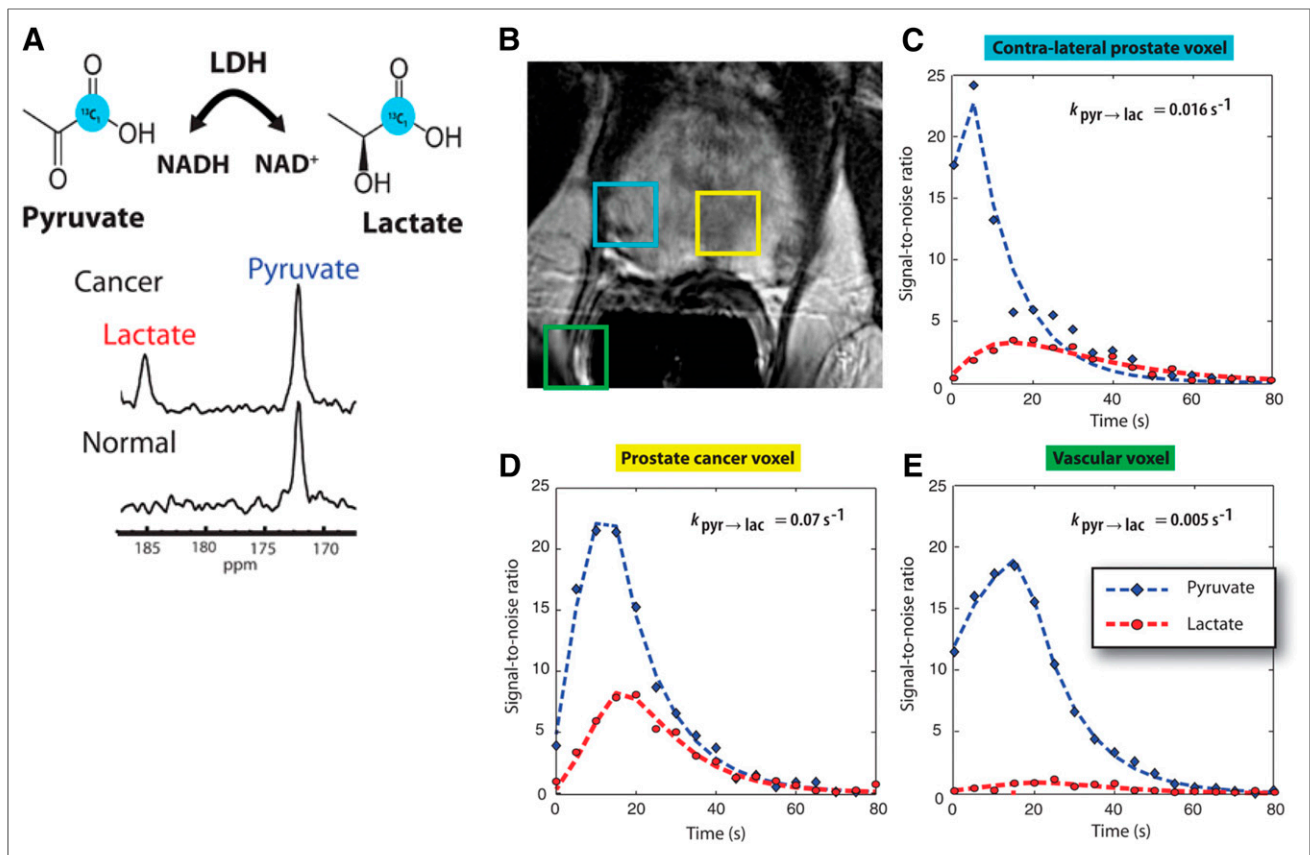 A
LDH
O
O
¹³C₁
¹³C₁
OH
OH
NADH
NAD⁺
O
OH
Pyruvate
Lactate
Cancer
Pyruvate
Lactate
Normal
185
180
175
170
ppm
B
C
Contra-lateral prostate voxel
k pyr→lac = 0.016 s⁻¹
Signal-to-noise ratio
25
20
15
10
5
0
0
20
40
60
80
Time (s)
D
Prostate cancer voxel
k pyr→lac = 0.07 s⁻¹
Signal-to-noise ratio
25
20
15
10
5
0
0
20
40
60
80
Time (s)
E
Vascular voxel
k pyr→lac = 0.005 s⁻¹
Signal-to-noise ratio
25
20
15
10
5
0
0
20
40
60
80
Time (s)
Pyruvate
Lactate